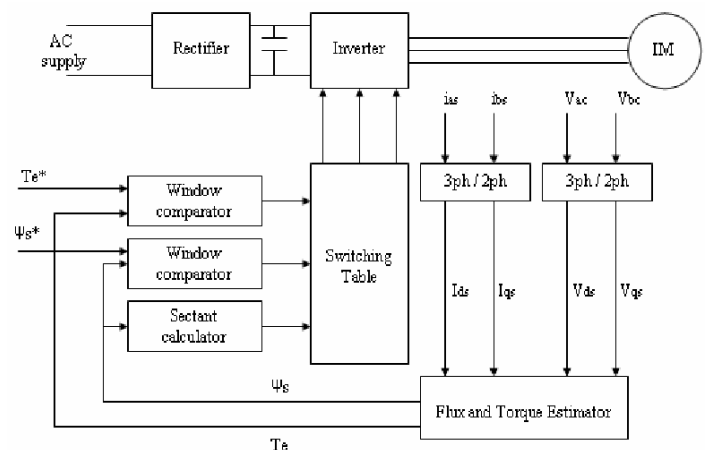 AC
supply
Rectifier
Inverter
IM
ias
ibs
Vac
Vbc
3ph / 2ph
3ph / 2ph
Te*
Window
comparator
Ψs*
Window
comparator
Sectant
calculator
Switching
Table
Ids
Iqs
Vds
Vqs
Ψs
Flux and Torque Estimator
Te